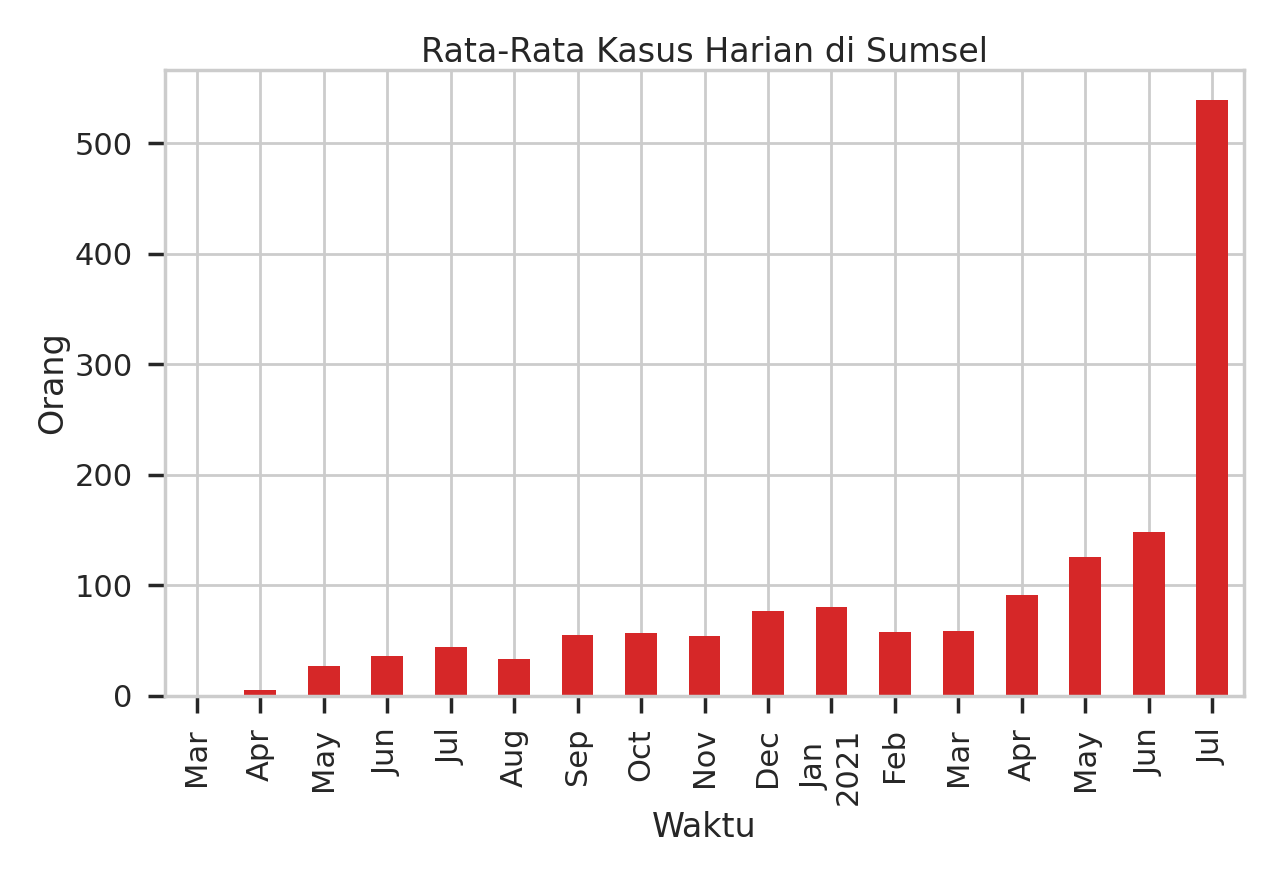 Rata-Rata Kasus Harian di Sumsel
Orang
500
400
300
200
100
0
Mar
Apr
May
Jun
Jul
Aug
Sep
Oct
Nov
Dec
Jan
2021
Feb
Mar
Apr
May
Jun
Jul
Waktu